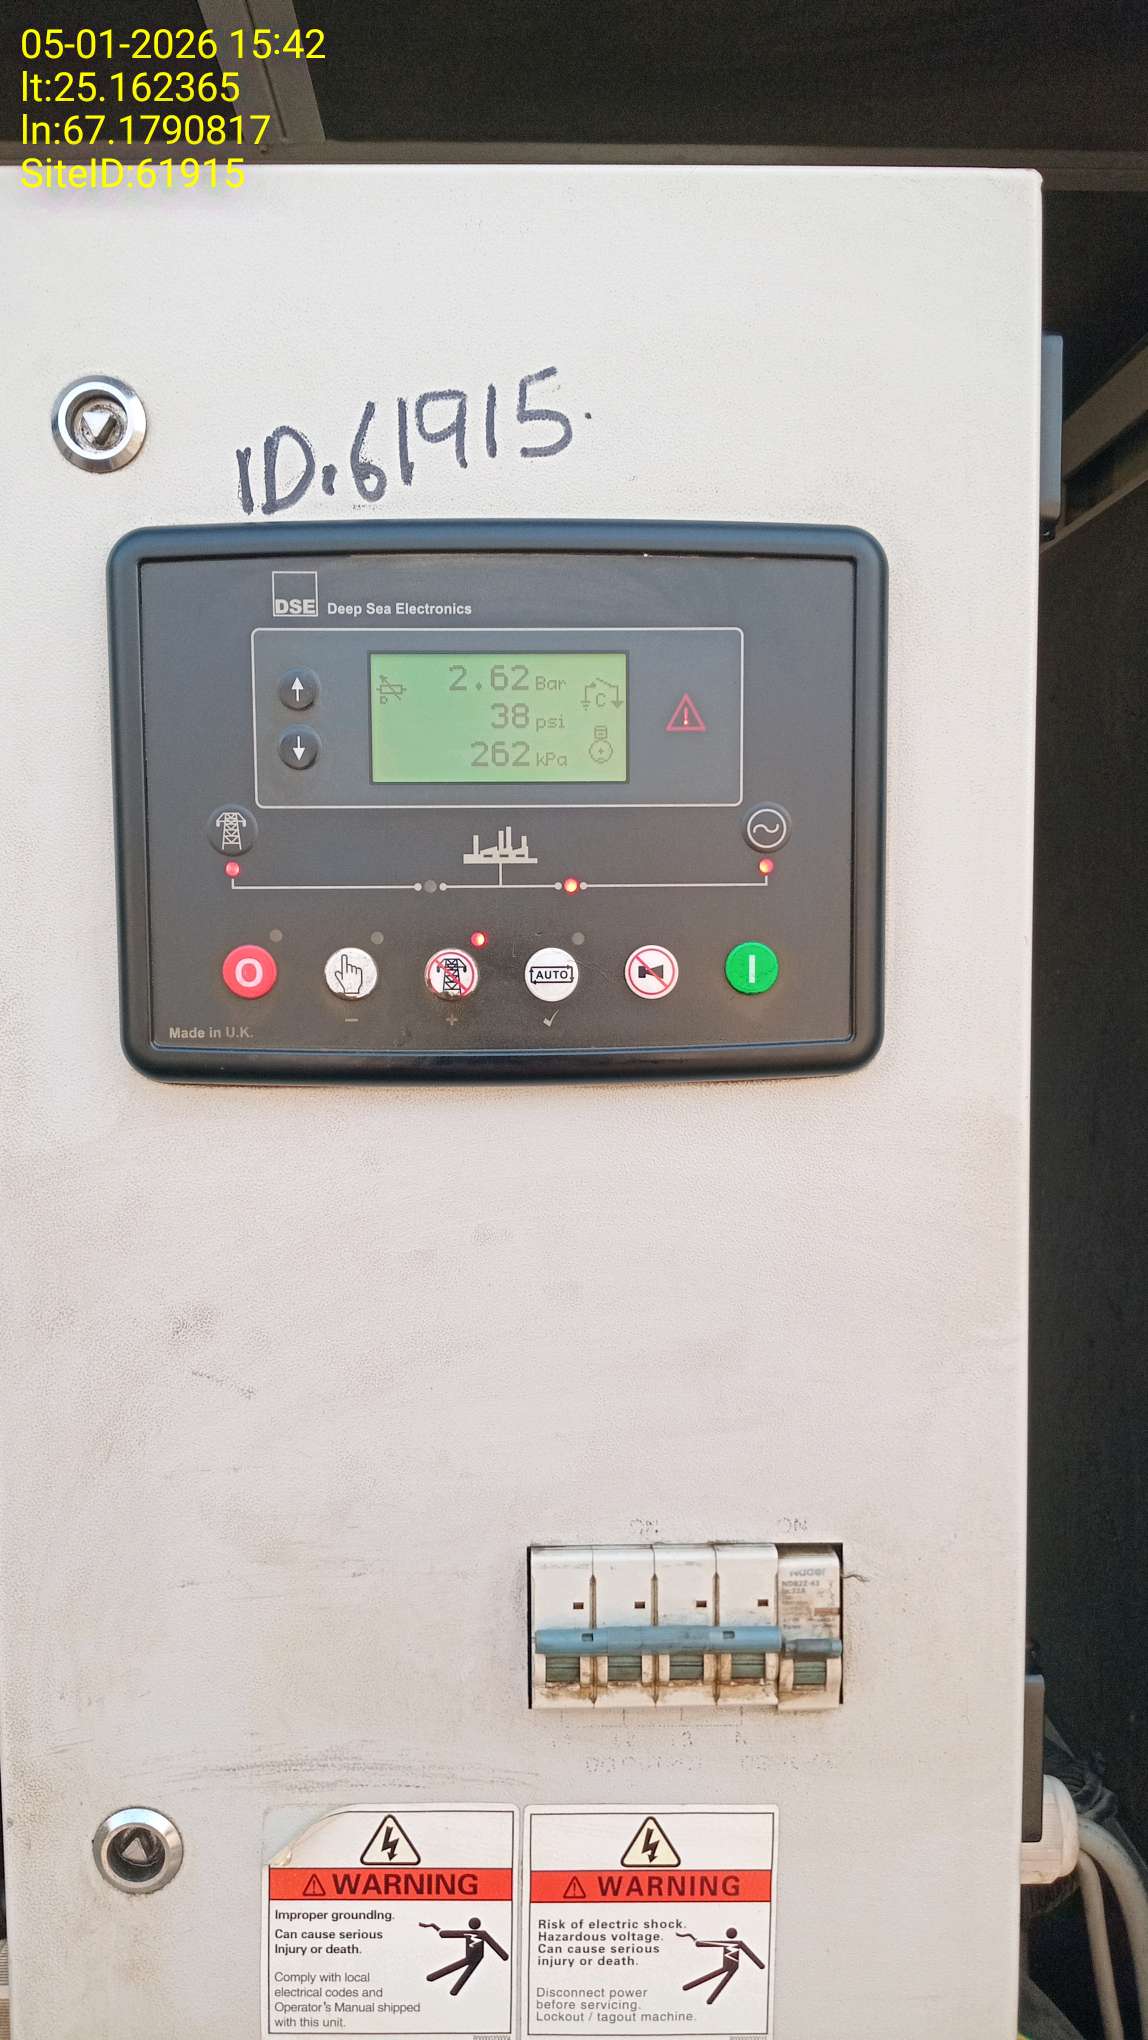 05-01-2026 15:42
lt:25.162365
ln:67.1790817
SiteID:61915
ID.61915.
DSE Deep Sea Electronics
2.62 Bar
38 psi
262 kPa
C
O
AUTO
I
- + ✓
Made in U.K.
WARNING
Improper grounding.
Can cause serious
Injury or death.
Comply with local
electrical codes and
Operator's Manual shipped
with this unit.
WARNING
Risk of electric shock.
Hazardous voltage.
Can cause serious
injury or death.
Disconnect power
before servicing.
Lockout / tagout machine.